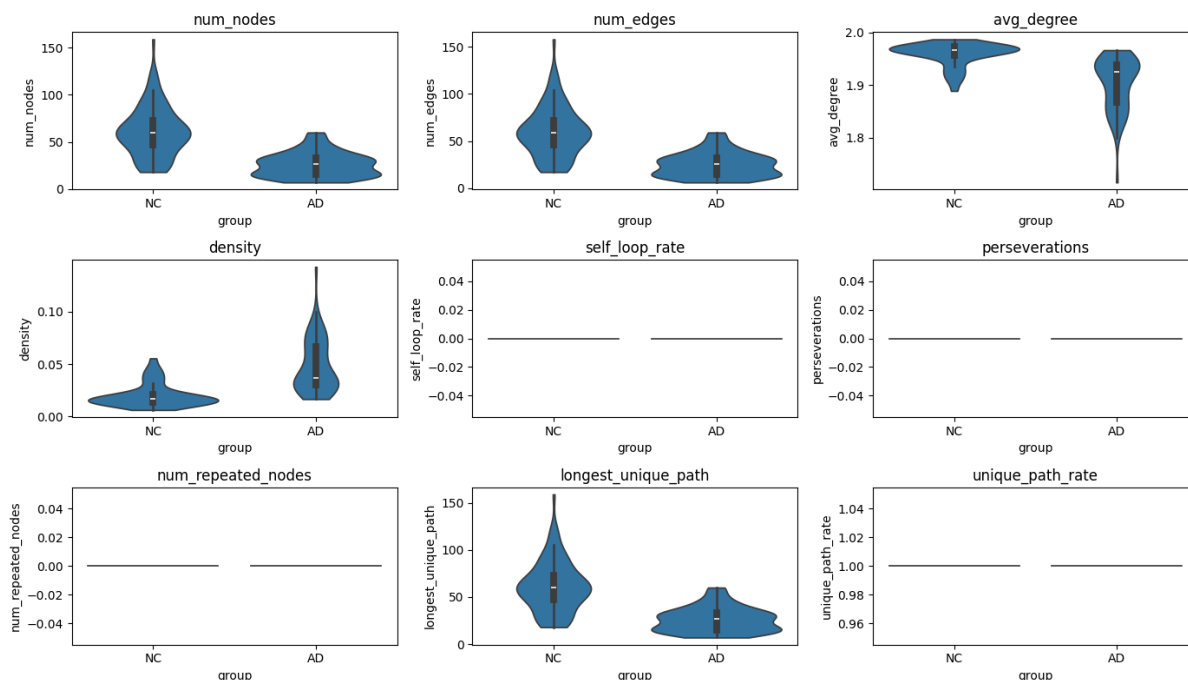 num_nodes
num_nodes
150
100
50
0
NC
AD
group
num_edges
num_edges
150
100
50
0
NC
AD
group
avg_degree
avg_degree
2.0
1.9
1.8
NC
AD
group
density
density
0.10
0.05
0.00
NC
AD
group
self_loop_rate
self_loop_rate
0.04
0.02
0.00
−0.02
−0.04
NC
AD
group
perseverations
perseverations
0.04
0.02
0.00
−0.02
−0.04
NC
AD
group
num_repeated_nodes
num_repeated_nodes
0.04
0.02
0.00
−0.02
−0.04
NC
AD
group
longest_unique_path
longest_unique_path
150
100
50
0
NC
AD
group
unique_path_rate
unique_path_rate
1.04
1.02
1.00
0.98
0.96
NC
AD
group